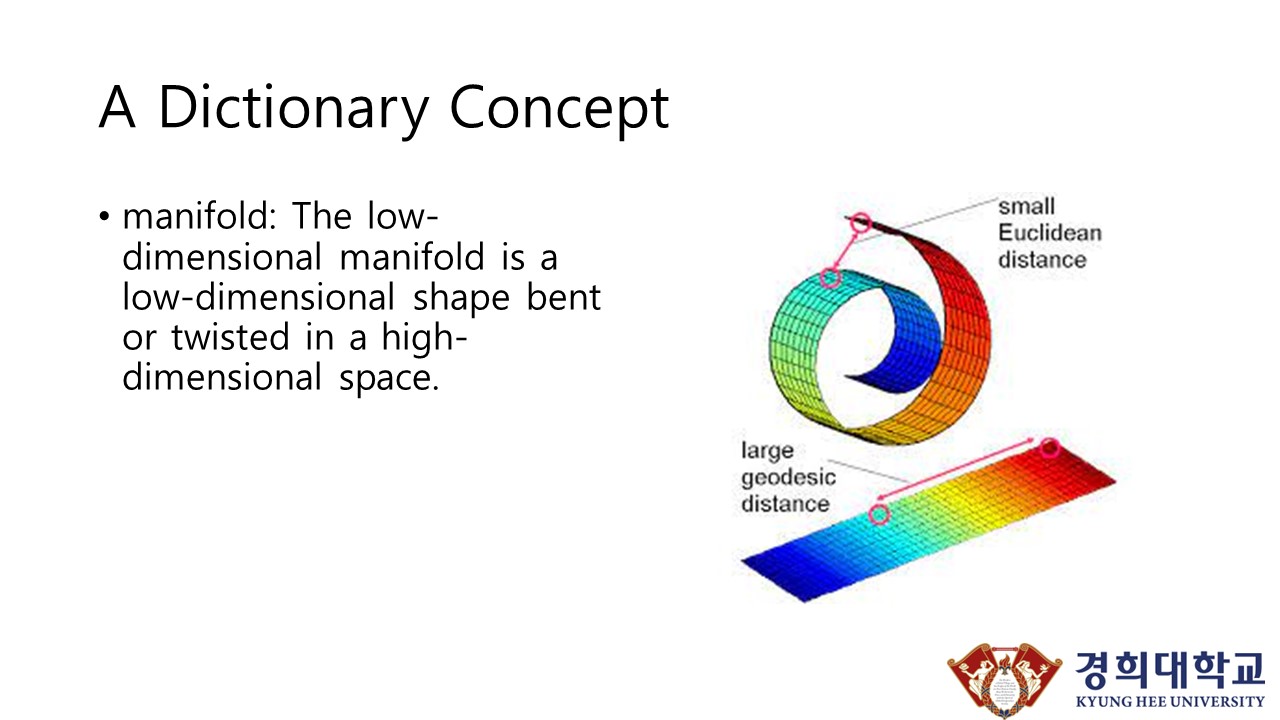 A Dictionary Concept
• manifold: The low-
dimensional manifold is a
low-dimensional shape bent
or twisted in a high-
dimensional space.
small
Euclidean
distance
large
geodesic
distance
경희대학교
KYUNG HEE UNIVERSITY